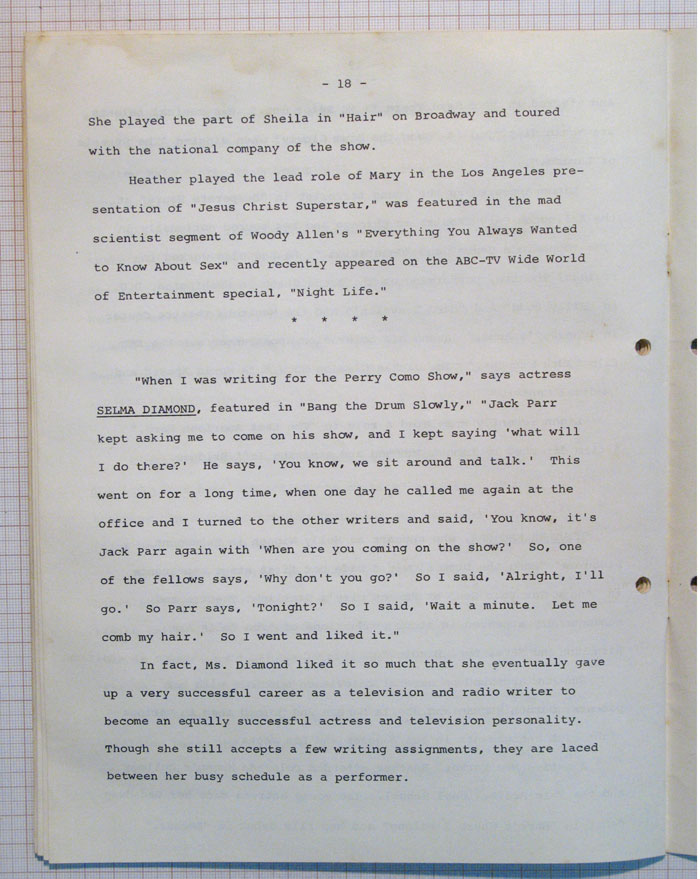 - 18 -
She played the part of Sheila in "Hair" on Broadway and toured
with the national company of the show.
Heather played the lead role of Mary in the Los Angeles pre-
sentation of "Jesus Christ Superstar," was featured in the mad
scientist segment of Woody Allen's "Everything You Always Wanted
to Know About Sex" and recently appeared on the ABC-TV Wide World
of Entertainment special, "Night Life."
* * * *
"When I was writing for the Perry Como Show," says actress
SELMA DIAMOND, featured in "Bang the Drum Slowly," "Jack Parr
kept asking me to come on his show, and I kept saying 'what will
I do there?' He says, 'You know, we sit around and talk.' This
went on for a long time, when one day he called me again at the
office and I turned to the other writers and said, 'You know, it's
Jack Parr again with 'When are you coming on the show?' So, one
of the fellows says, 'Why don't you go?' So I said, 'Alright, I'll
go.' So Parr says, 'Tonight?' So I said, 'Wait a minute. Let me
comb my hair.' So I went and liked it."
In fact, Ms. Diamond liked it so much that she eventually gave
up a very successful career as a television and radio writer to
become an equally successful actress and television personality.
Though she still accepts a few writing assignments, they are laced
between her busy schedule as a performer.